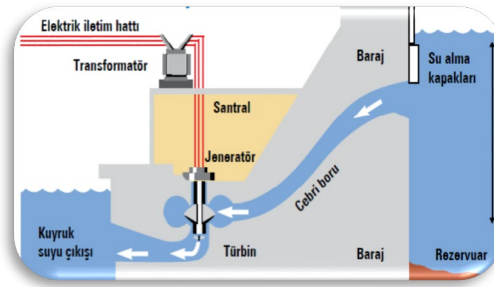 Elektrik iletim hattı
Transformatör
Baraj
Su alma
kapakları
Santral
Jeneratör
Cebri boru
Kuyruk
suyu çıkışı
Türbin
Baraj
Rezervuar